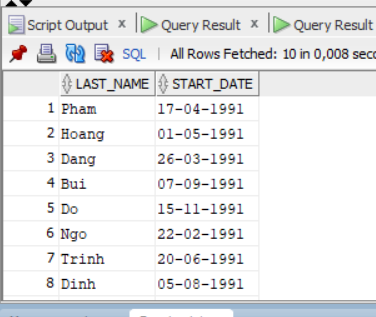 Script Output x Query Result x Query Result
SQL | All Rows Fetched: 10 in 0,008 seco
LAST_NAME START_DATE
1 Pham 17-04-1991
2 Hoang 01-05-1991
3 Dang 26-03-1991
4 Bui 07-09-1991
5 Do 15-11-1991
6 Ngo 22-02-1991
7 Trinh 20-06-1991
8 Dinh 05-08-1991